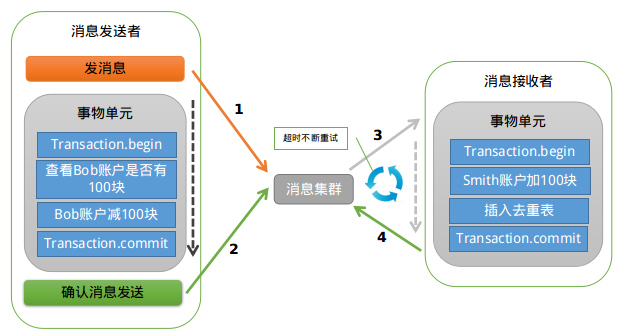 消息发送者
发消息
事物单元
Transaction.begin
查看Bob账户是否有
100块
Bob账户减100块
Transaction.commit
确认消息发送
1
2
超时不断重试
消息集群
3
4
消息接收者
事物单元
Transaction.begin
Smith账户加100块
插入去重表
Transaction.commit